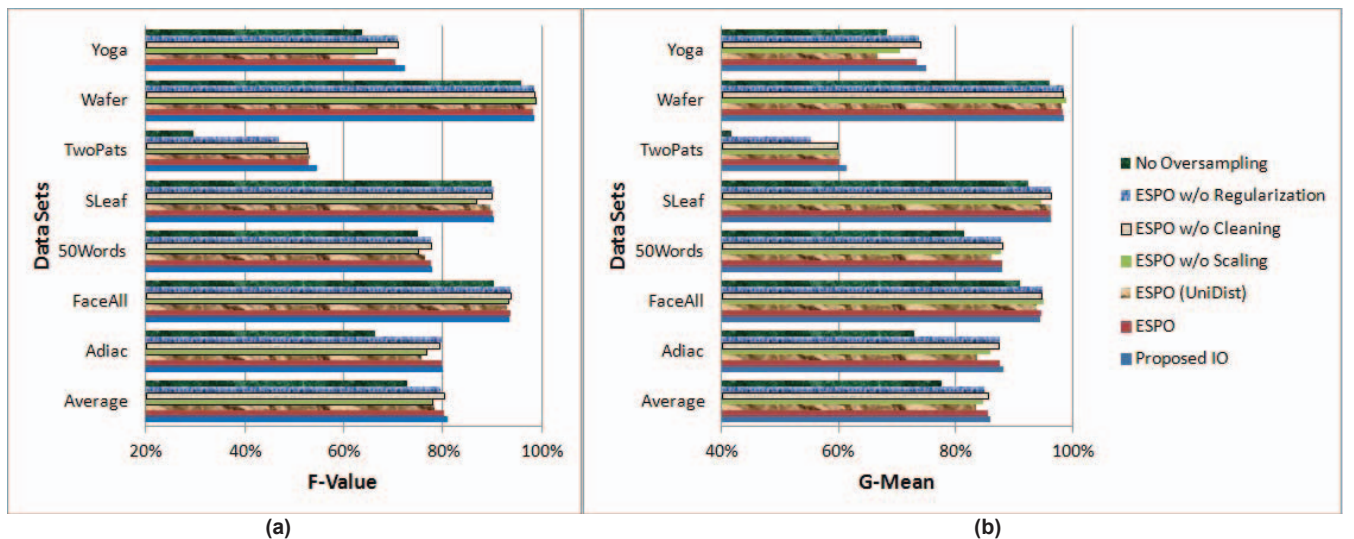 Yoga
Wafer
TwoPats
SLeaf
50Words
FaceAll
Adiac
Average
Data Sets
20% 40% 60% 80% 100%
F-Value
(a)
Yoga
Wafer
TwoPats
SLeaf
50Words
FaceAll
Adiac
Average
Data Sets
40% 60% 80% 100%
G-Mean
(b)
No Oversampling
ESPO w/o Regularization
ESPO w/o Cleaning
ESPO w/o Scaling
ESPO (UniDist)
ESPO
Proposed IO